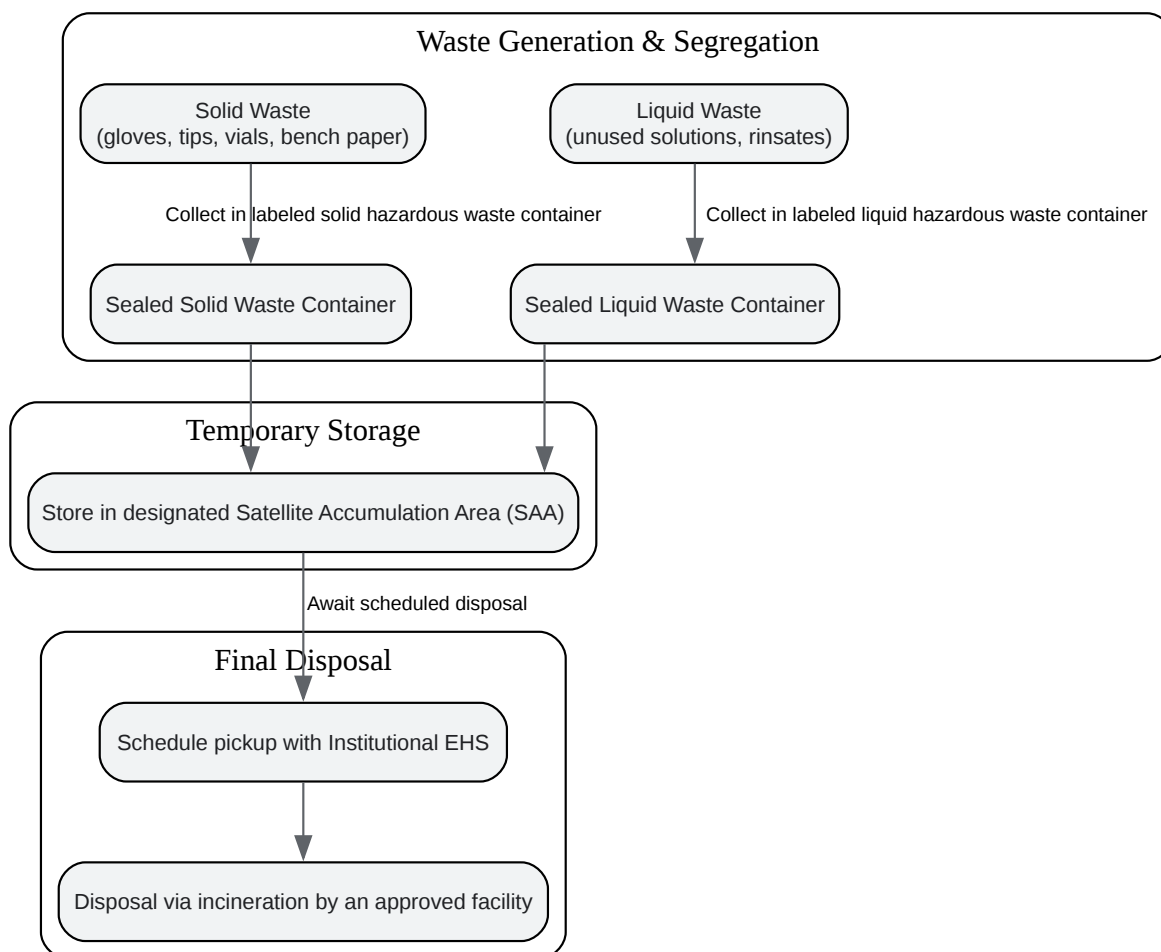 Waste Generation & Segregation
Solid Waste
(gloves, tips, vials, bench paper)
Liquid Waste
(unused solutions, rinsates)
Collect in labeled solid hazardous waste container
Collect in labeled liquid hazardous waste container
Sealed Solid Waste Container
Sealed Liquid Waste Container
Temporary Storage
Store in designated Satellite Accumulation Area (SAA)
Await scheduled disposal
Final Disposal
Schedule pickup with Institutional EHS
Disposal via incineration by an approved facility